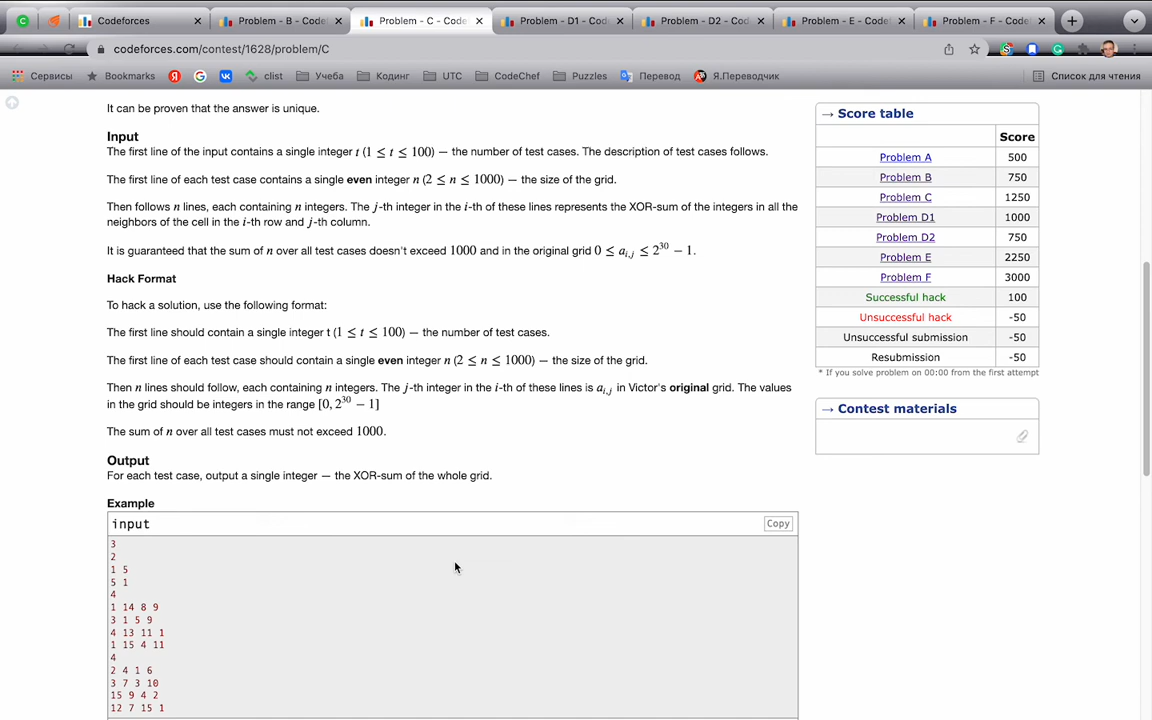 Codeforces
Problem - B - Code
Problem - C - Code
Problem - D1 - Cod
Problem - D2 - Cod
Problem - E - Codef
Problem - F - Codef
codeforces.com/contest/1628/problem/C
Сервисы
Bookmarks
clist
Учеба
Кодинг
UTC
CodeChef
Puzzles
Перевод
Я.Переводчик
Список для чтения
It can be proven that the answer is unique.
Input
The first line of the input contains a single integer t (1 ≤ t ≤ 100) — the number of test cases. The description of test cases follows.
The first line of each test case contains a single even integer n (2 ≤ n ≤ 1000) — the size of the grid.
Then follows n lines, each containing n integers. The j-th integer in the i-th of these lines represents the XOR-sum of the integers in all the
neighbors of the cell in the i-th row and j-th column.
It is guaranteed that the sum of n over all test cases doesn't exceed 1000 and in the original grid 0 ≤ a_{i,j} ≤ 2^{30} − 1.
Hack Format
To hack a solution, use the following format:
The first line should contain a single integer t (1 ≤ t ≤ 100) — the number of test cases.
The first line of each test case should contain a single even integer n (2 ≤ n ≤ 1000) — the size of the grid.
Then n lines should follow, each containing n integers. The j-th integer in the i-th of these lines is a_{i,j} in Victor's original grid. The values
in the grid should be integers in the range [0, 2^{30} − 1]
The sum of n over all test cases must not exceed 1000.
Output
For each test case, output a single integer — the XOR-sum of the whole grid.
Example
input
Copy
3
2
1 5
5 1
4
1 14 8 9
3 1 5 9
4 13 11 1
1 15 4 11
4
2 4 1 6
3 7 3 10
15 9 4 2
12 7 15 1
→ Score table
Score
Problem A 500
Problem B 750
Problem C 1250
Problem D1 1000
Problem D2 750
Problem E 2250
Problem F 3000
Successful hack 100
Unsuccessful hack -50
Unsuccessful submission -50
Resubmission -50
* If you solve problem on 00:00 from the first attempt
→ Contest materials